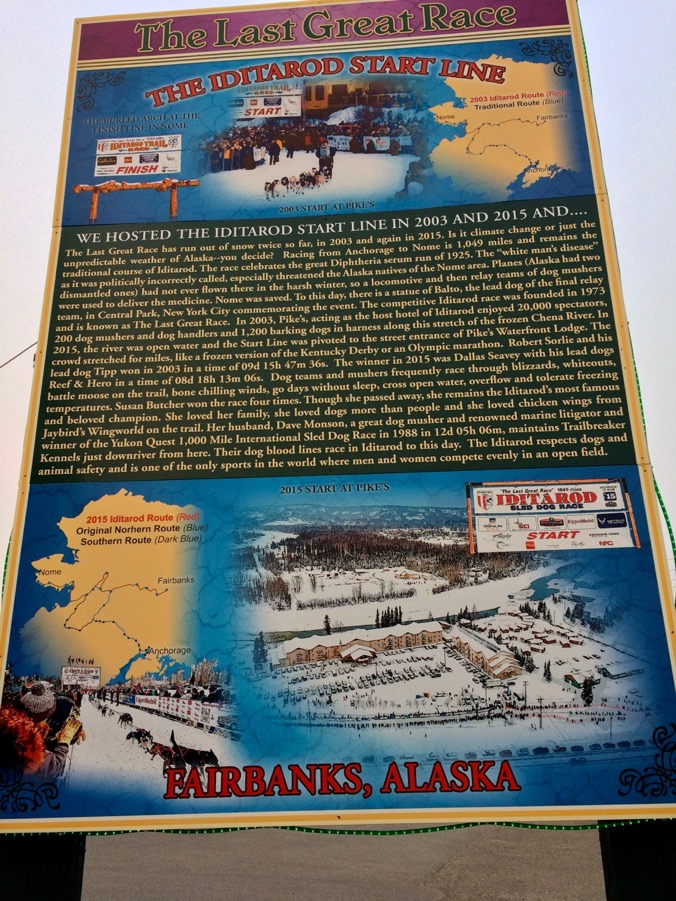 The Last Great Race
THE IDITAROD START LINE
THE BURLED ARCH AT THE
FINISH LINE IN NOME
IDITAROD TRAIL
RACE
FINISH
START
2003 Iditarod Route (Red)
Traditional Route (Blue)
Nome
Fairbanks
Anchorage
2003 START AT PIKE'S
WE HOSTED THE IDITAROD START LINE IN 2003 AND 2015 AND....
The Last Great Race has run out of snow twice so far, in 2003 and again in 2015. Is it climate change or just the
unpredictable weather of Alaska--you decide? Racing from Anchorage to Nome is 1,049 miles and remains the
traditional course of Iditarod. The race celebrates the great Diphtheria serum run of 1925. The "white man's disease"
as it was politically incorrectly called, especially threatened the Alaska natives of the Nome area. Planes (Alaska had two
dismantled ones) had not ever flown there in the harsh winter, so a locomotive and then relay teams of dog mushers
were used to deliver the medicine. Nome was saved. To this day, there is a statue of Balto, the lead dog of the final relay
team, in Central Park, New York City commemorating the event. The competitive Iditarod race was founded in 1973
and is known as The Last Great Race. In 2003, Pike's, acting as the host hotel of Iditarod enjoyed 20,000 spectators,
200 dog mushers and dog handlers and 1,200 barking dogs in harness along this stretch of the frozen Chena River. In
2015, the river was open water and the Start Line was pivoted to the street entrance of Pike's Waterfront Lodge. The
crowd stretched for miles, like a frozen version of the Kentucky Derby or an Olympic marathon. Robert Sorlie and his
lead dog Tipp won in 2003 in a time of 09d 15h 47m 36s. The winner in 2015 was Dallas Seavey with his lead dogs
Reef & Hero in a time of 08d 18h 13m 06s. Dog teams and mushers frequently race through blizzards, whiteouts,
battle moose on the trail, bone chilling winds, go days without sleep, cross open water, overflow and tolerate freezing
temperatures. Susan Butcher won the race four times. Though she passed away, she remains the Iditarod's most famous
and beloved champion. She loved her family, she loved dogs more than people and she loved chicken wings from
Jaybird's Wingworld on the trail. Her husband, Dave Monson, a great dog musher and renowned marine litigator and
winner of the Yukon Quest 1,000 Mile International Sled Dog Race in 1988 in 12d 05h 06m, maintains Trailbreaker
Kennels just downriver from here. Their dog blood lines race in Iditarod to this day. The Iditarod respects dogs and
animal safety and is one of the only sports in the world where men and women compete evenly in an open field.
2015 START AT PIKE'S
2015 Iditarod Route (Red)
Original Norhern Route (Blue)
Southern Route (Dark Blue)
Nome
Fairbanks
Anchorage
"The Last Great Race" 1049 miles
IDITAROD
SLED DOG RACE
15
START
FAIRBANKS, ALASKA